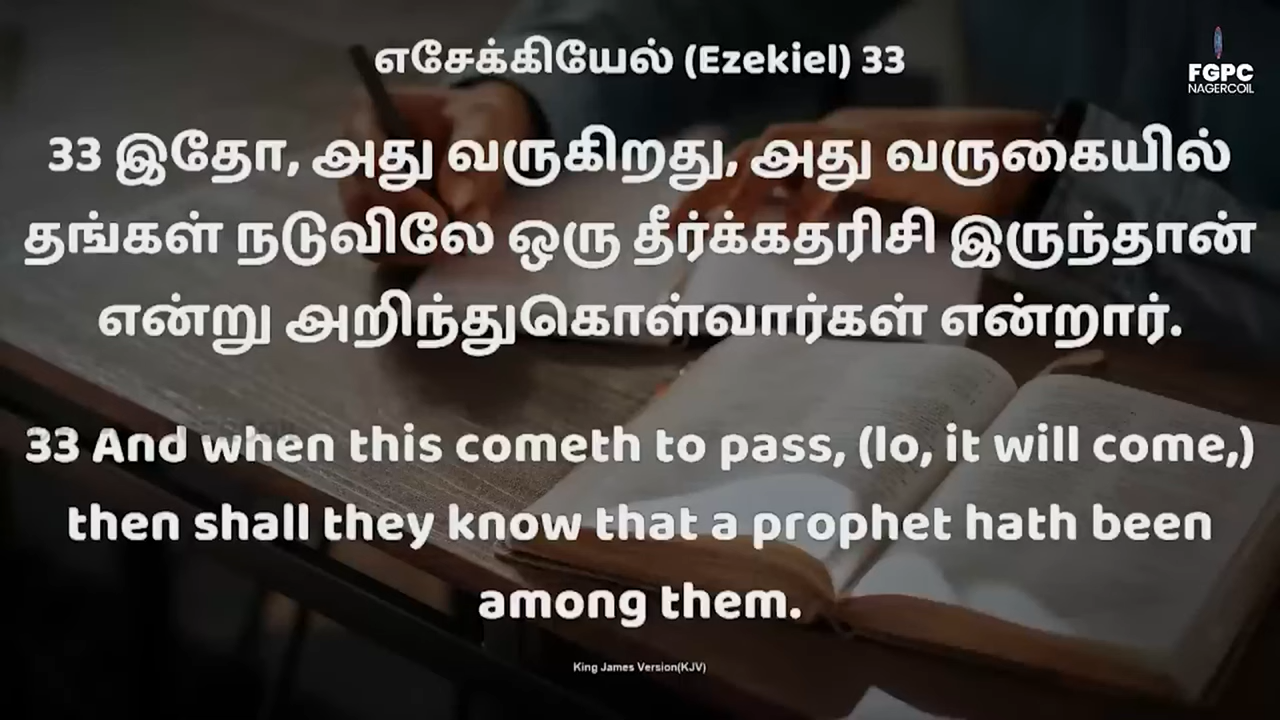 எசேக்கியேல் (Ezekiel) 33
FGPC
NAGERCOIL
33 இதோ, அது வருகிறது, அது வருகையில்
தங்கள் நடுவிலே ஒரு தீர்க்கதரிசி இருந்தான்
என்று அறிந்துகொள்வார்கள் என்றார்.
33 And when this cometh to pass, (lo, it will come,)
then shall they know that a prophet hath been
among them.
King James Version(KJV)